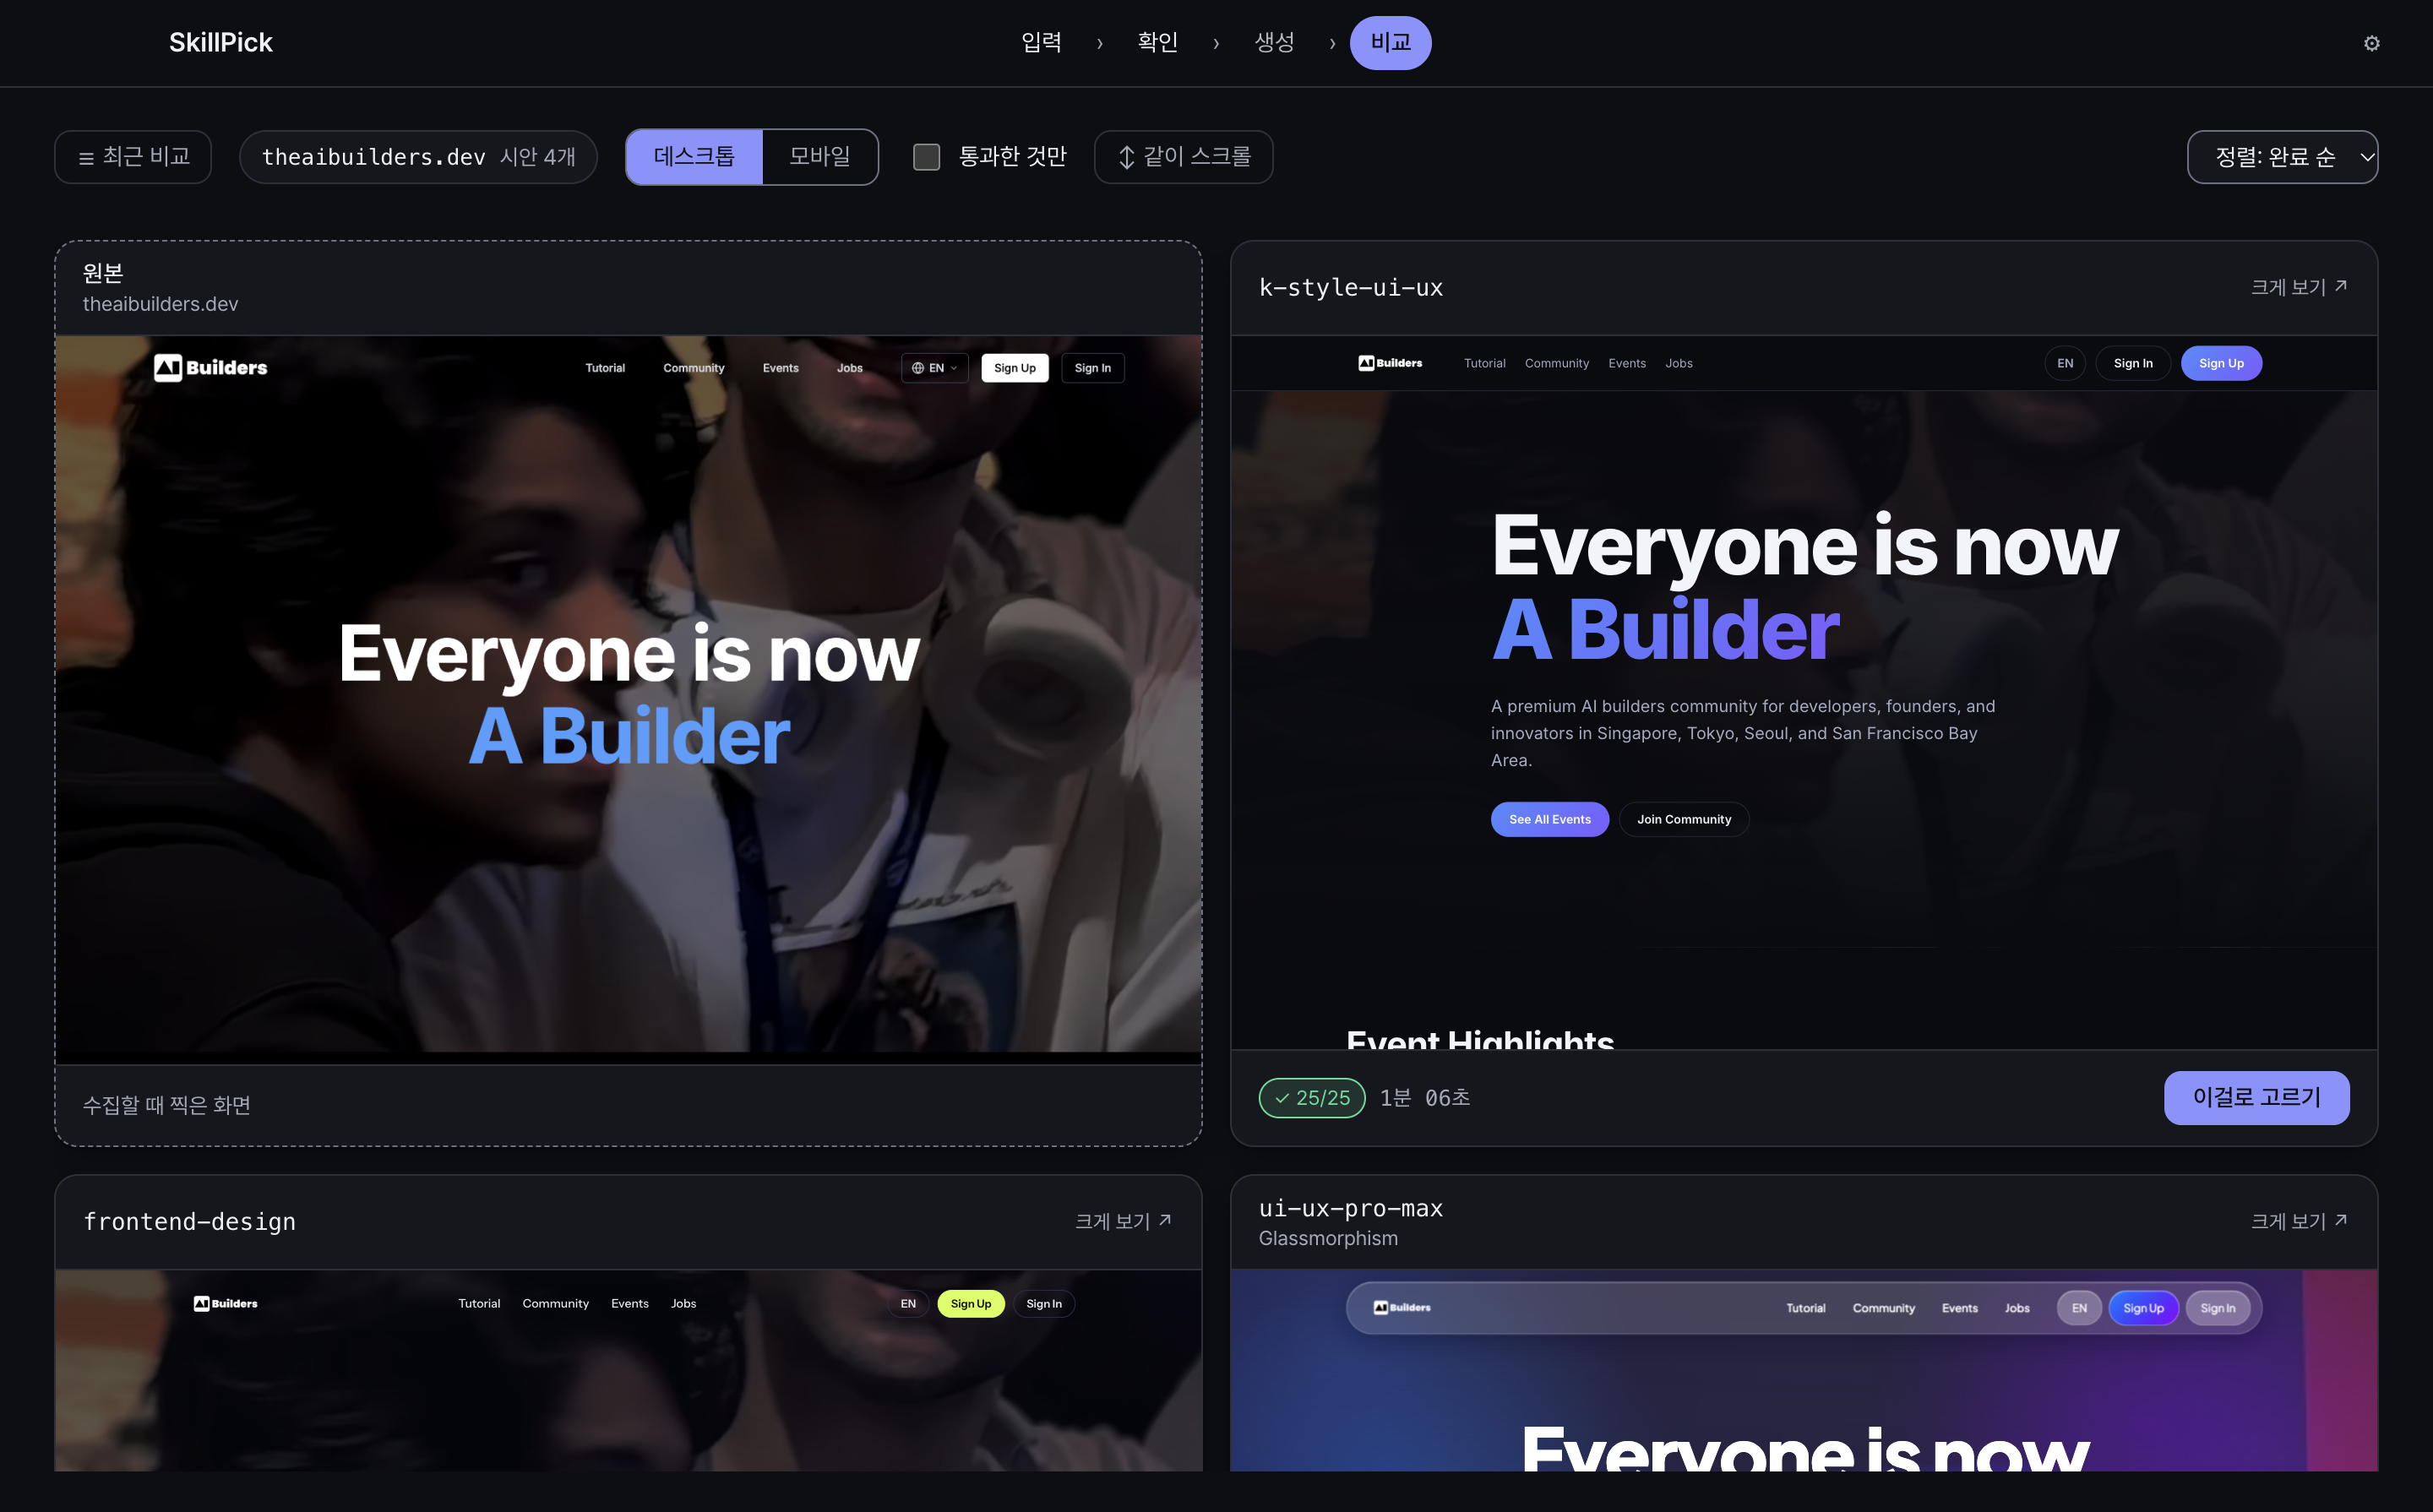 SkillPick
입력 › 확인 › 생성 › 비교
≡ 최근 비교
theaibuilders.dev 시안 4개
데스크톱 모바일
통과한 것만
↕ 같이 스크롤
정렬: 완료 순
원본
theaibuilders.dev
AI Builders
Tutorial Community Events Jobs EN Sign Up Sign In
Everyone is now
A Builder
수집할 때 찍은 화면
k-style-ui-ux
크게 보기 ↗
AI Builders
Tutorial Community Events Jobs EN Sign In Sign Up
Everyone is now
A Builder
A premium AI builders community for developers, founders, and
innovators in Singapore, Tokyo, Seoul, and San Francisco Bay
Area.
See All Events Join Community
Event Highlights
✓ 25/25 1분 06초
이걸로 고르기
frontend-design
크게 보기 ↗
AI Builders
Tutorial Community Events Jobs EN Sign Up Sign In
ui-ux-pro-max
Glassmorphism
크게 보기 ↗
AI Builders
Tutorial Community Events Jobs EN Sign Up Sign In
Everyone is now